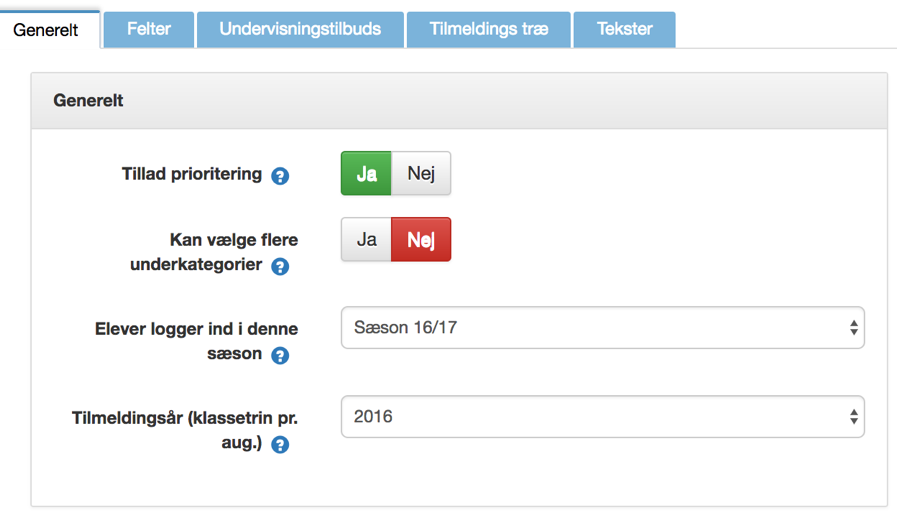 Generelt Felter Undervisningstilbuds Tilmeldings træ Tekster
Generelt
Tillad prioritering ? Ja Nej
Kan vælge flere
underkategorier ? Ja Nej
Elever logger ind i denne
sæson ? Sæson 16/17
Tilmeldingsår (klassetrin pr.
aug.) ? 2016